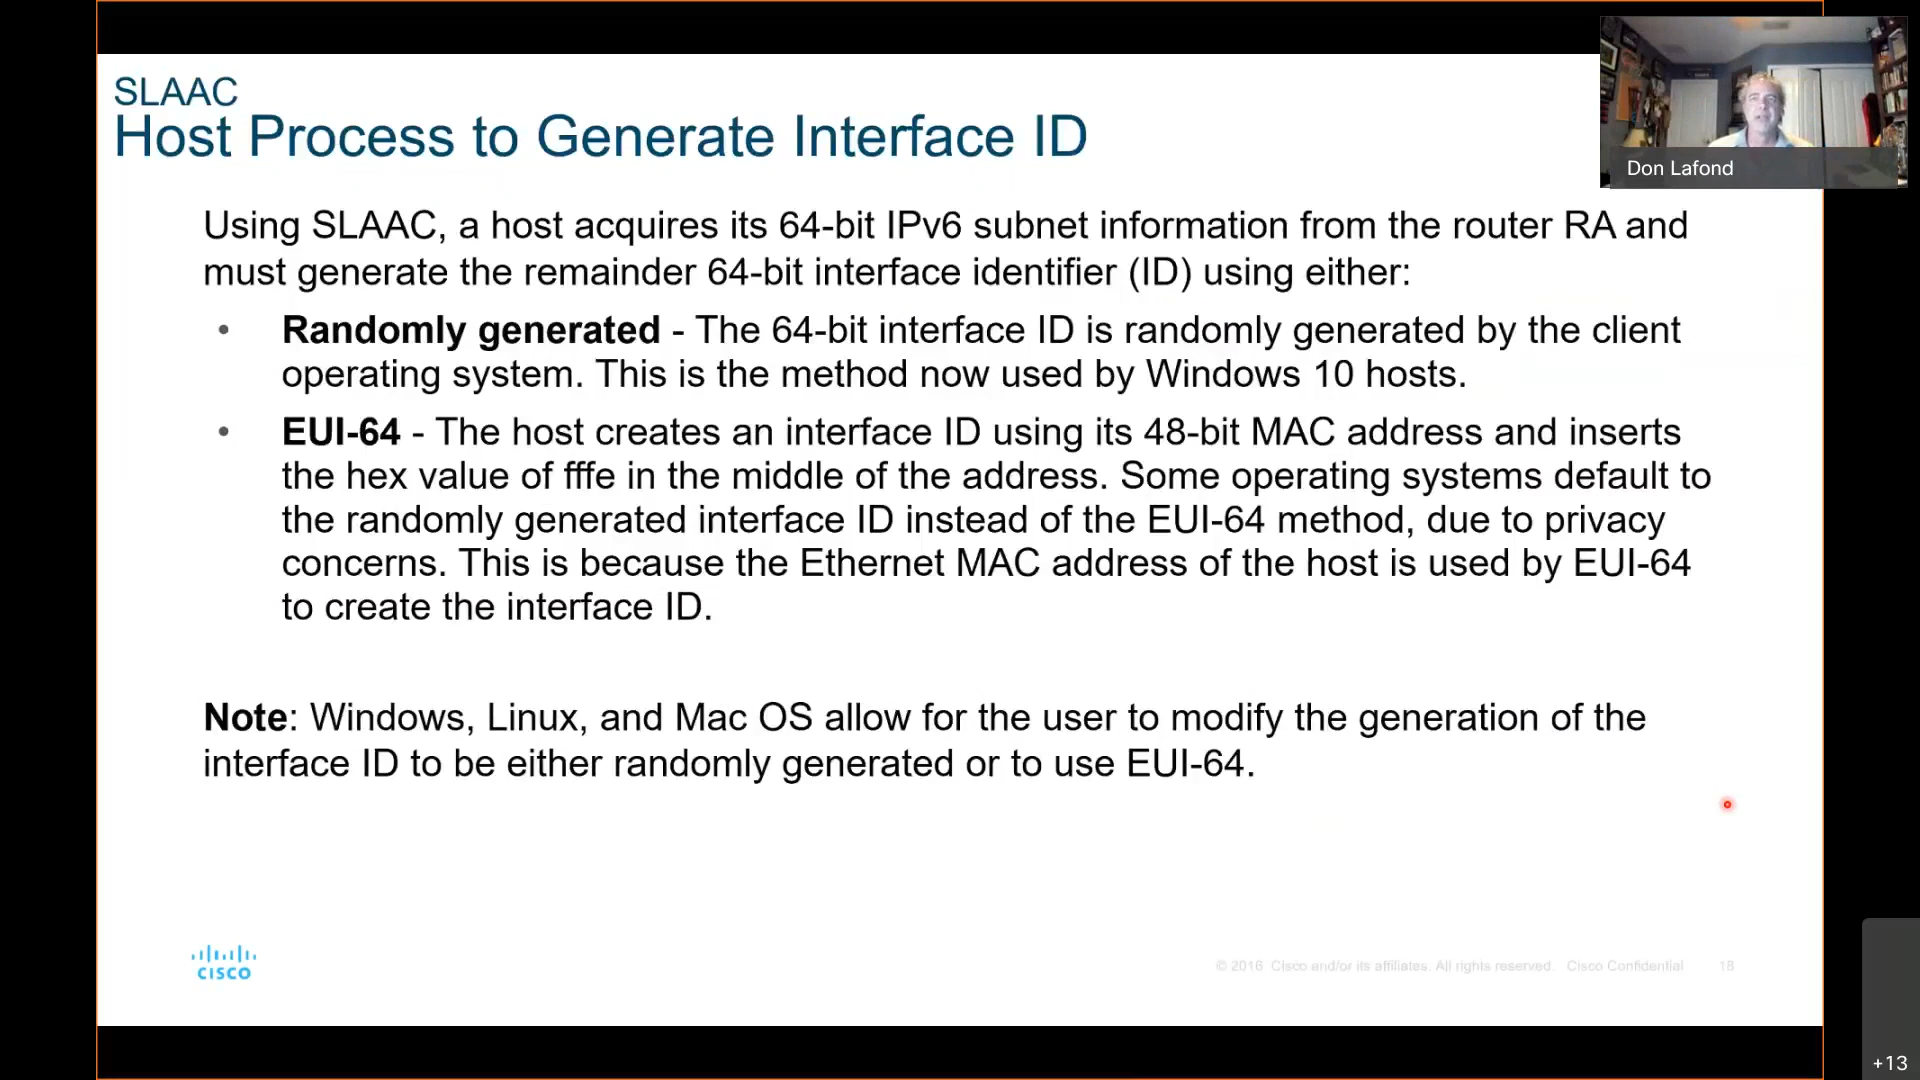 SLAAC
Host Process to Generate Interface ID
Don Lafond
Using SLAAC, a host acquires its 64-bit IPv6 subnet information from the router RA and
must generate the remainder 64-bit interface identifier (ID) using either:
• Randomly generated - The 64-bit interface ID is randomly generated by the client
operating system. This is the method now used by Windows 10 hosts.
• EUI-64 - The host creates an interface ID using its 48-bit MAC address and inserts
the hex value of fffe in the middle of the address. Some operating systems default to
the randomly generated interface ID instead of the EUI-64 method, due to privacy
concerns. This is because the Ethernet MAC address of the host is used by EUI-64
to create the interface ID.
Note: Windows, Linux, and Mac OS allow for the user to modify the generation of the
interface ID to be either randomly generated or to use EUI-64.
CISCO
© 2016 Cisco and/or its affiliates. All rights reserved. Cisco Confidential 18
+13